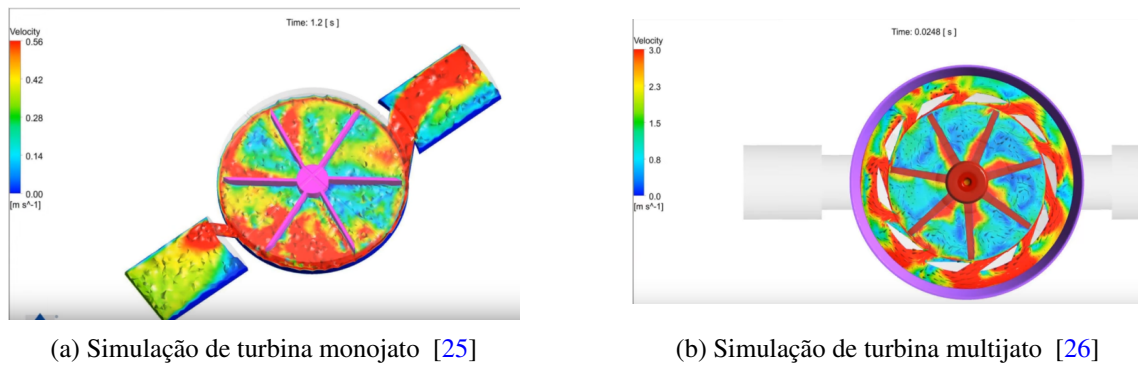 Time: 1.2 [ s ]
Velocity
0.56
0.42
0.28
0.14
0.00
[m s^-1]
Time: 0.0248 [ s ]
Velocity
3.0
2.3
1.5
0.8
0.0
[m s^-1]
(a) Simulação de turbina monojato [25]
(b) Simulação de turbina multijato [26]